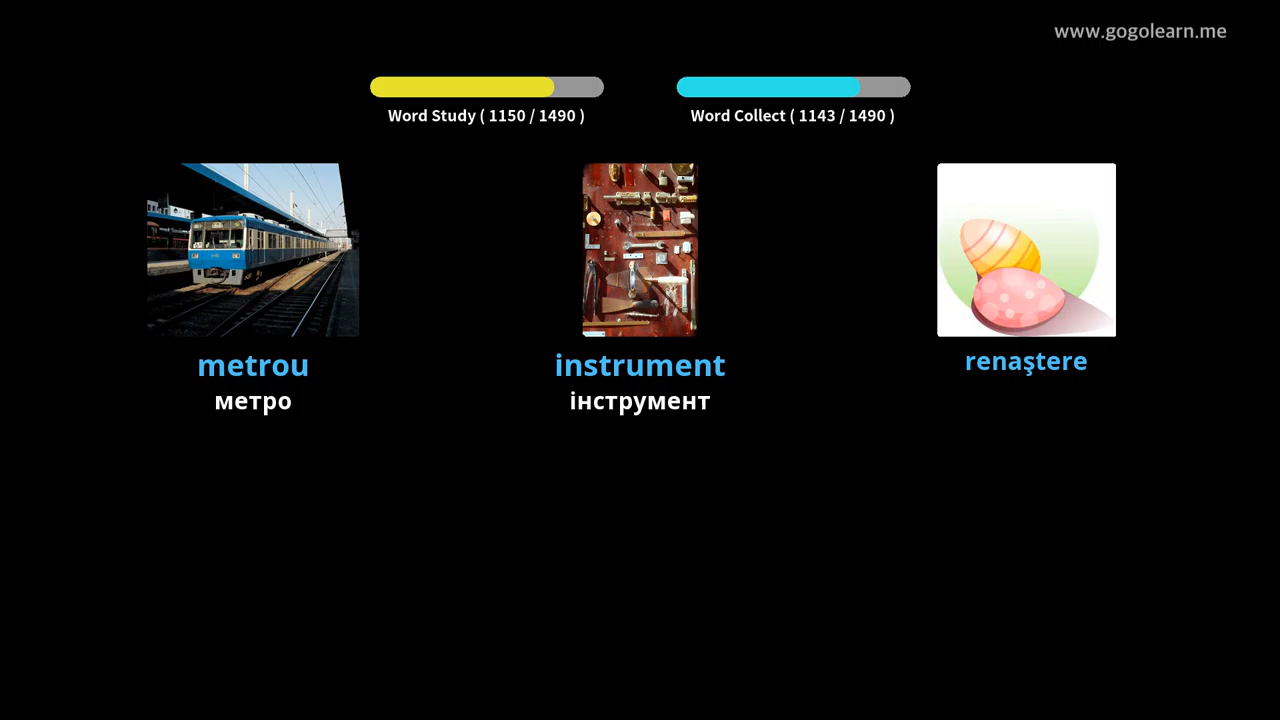 www.gogolearn.me
Word Study ( 1150 / 1490 )
Word Collect ( 1143 / 1490 )
metrou
метро
instrument
інструмент
renaştere